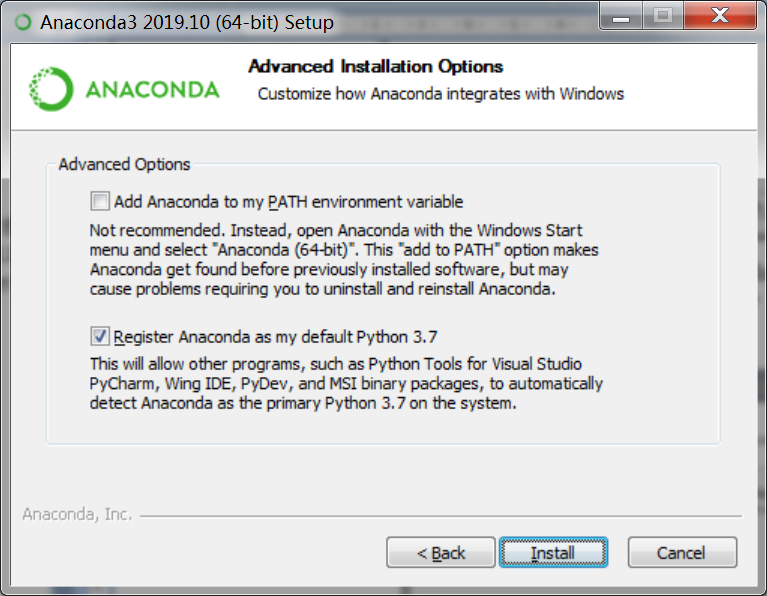 Anaconda3 2019.10 (64-bit) Setup
ANACONDA
Advanced Installation Options
Customize how Anaconda integrates with Windows
Advanced Options
Add Anaconda to my PATH environment variable
Not recommended. Instead, open Anaconda with the Windows Start
menu and select "Anaconda (64-bit)". This "add to PATH" option makes
Anaconda get found before previously installed software, but may
cause problems requiring you to uninstall and reinstall Anaconda.
Register Anaconda as my default Python 3.7
This will allow other programs, such as Python Tools for Visual Studio
PyCharm, Wing IDE, PyDev, and MSI binary packages, to automatically
detect Anaconda as the primary Python 3.7 on the system.
Anaconda, Inc.
< Back
Install
Cancel